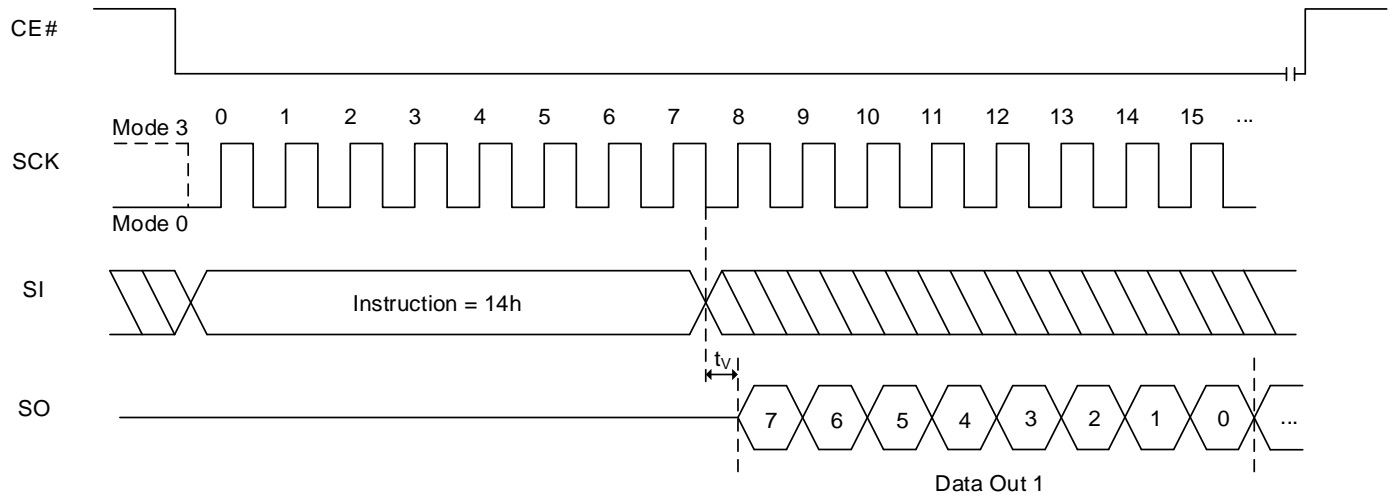 CE#
Mode 3
0 1 2 3 4 5 6 7 8 9 10 11 12 13 14 15 ...
SCK
Mode 0
SI
Instruction = 14h
tV
SO
7 6 5 4 3 2 1 0 ...
Data Out 1